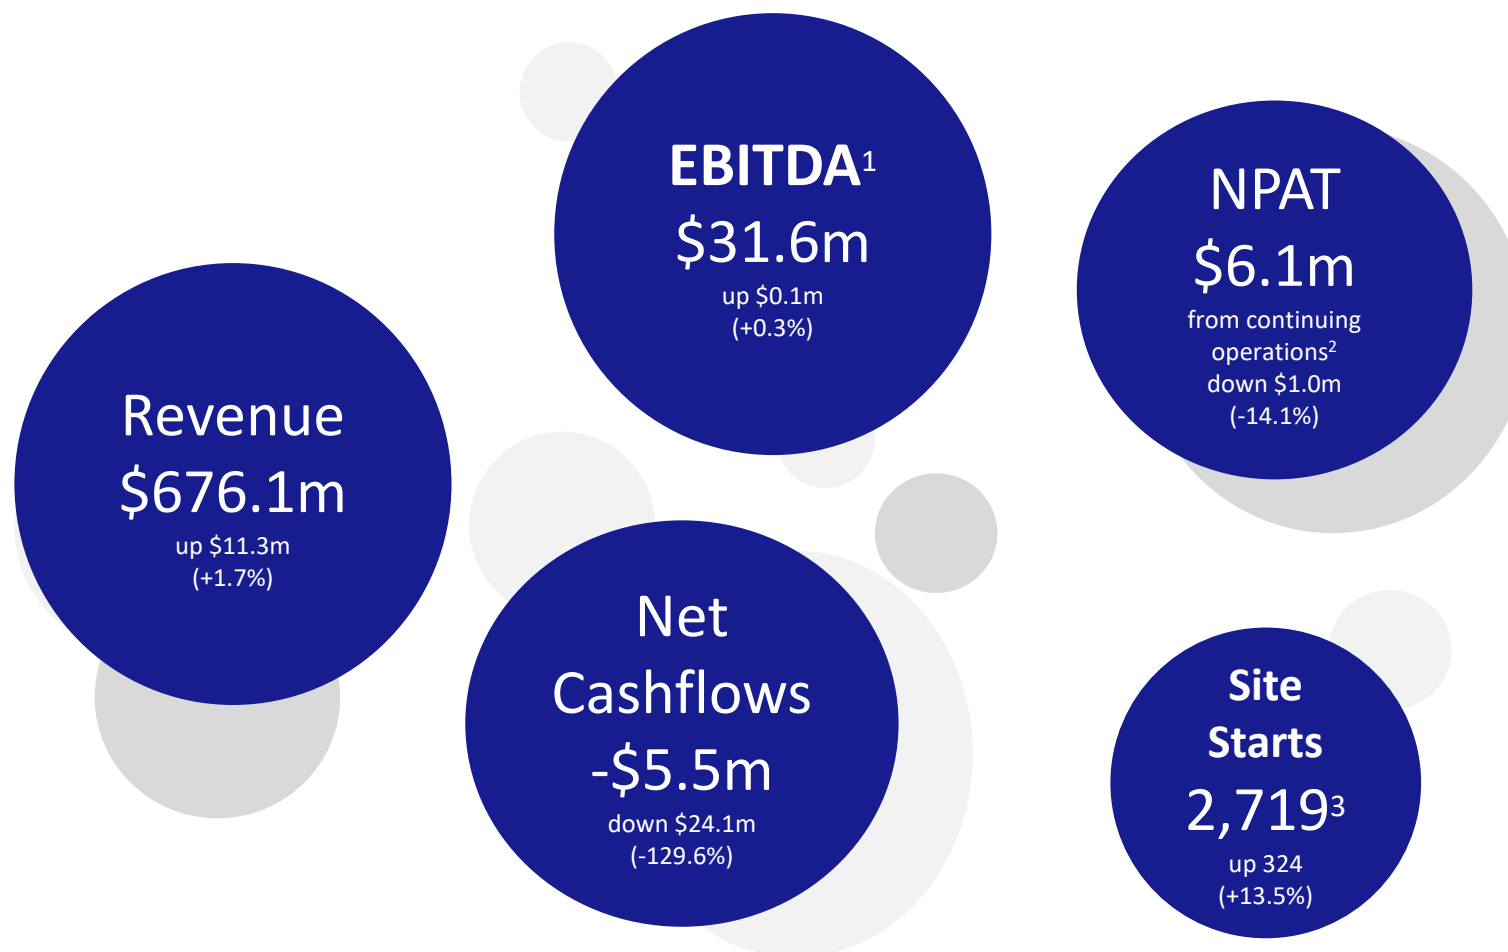 EBITDA1
$31.6m
up $0.1m
(+0.3%)
NPAT
$6.1m
from continuing
operations2
down $1.0m
(-14.1%)
Revenue
$676.1m
up $11.3m
(+1.7%)
Net
Cashflows
-$5.5m
down $24.1m
(-129.6%)
Site
Starts
2,7193
up 324
(+13.5%)